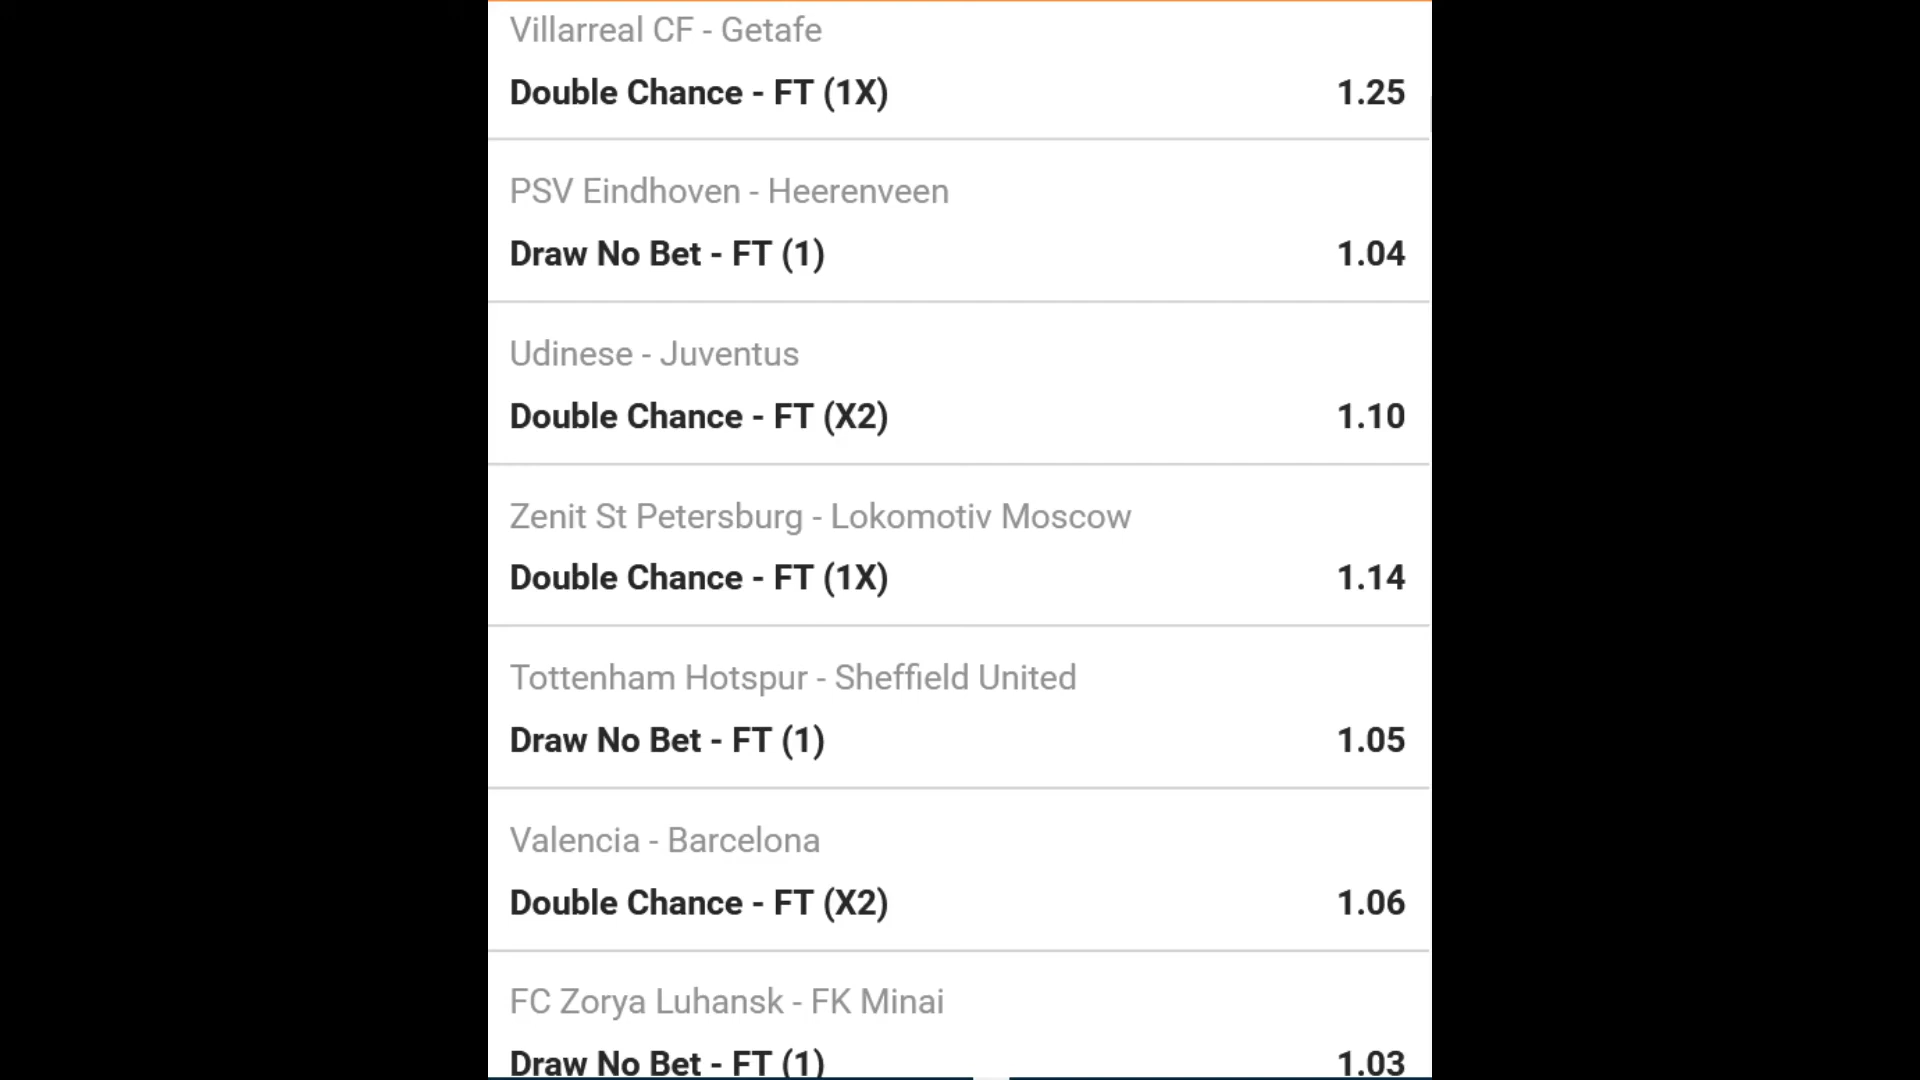 Villarreal CF - Getafe
Double Chance - FT (1X) 1.25
PSV Eindhoven - Heerenveen
Draw No Bet - FT (1) 1.04
Udinese - Juventus
Double Chance - FT (X2) 1.10
Zenit St Petersburg - Lokomotiv Moscow
Double Chance - FT (1X) 1.14
Tottenham Hotspur - Sheffield United
Draw No Bet - FT (1) 1.05
Valencia - Barcelona
Double Chance - FT (X2) 1.06
FC Zorya Luhansk - FK Minai
Draw No Bet - FT (1) 1.03